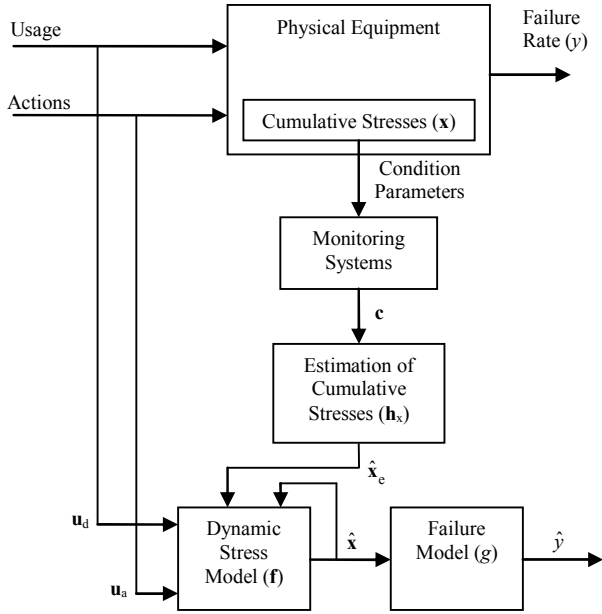 Usage
Physical Equipment
Failure
Rate (y)
Actions
Cumulative Stresses (x)
Condition
Parameters
Monitoring
Systems
c
Estimation of
Cumulative
Stresses (hx)
x̂e
ud
Dynamic
Stress
Model (f)
x̂
Failure
Model (g)
ŷ
ua